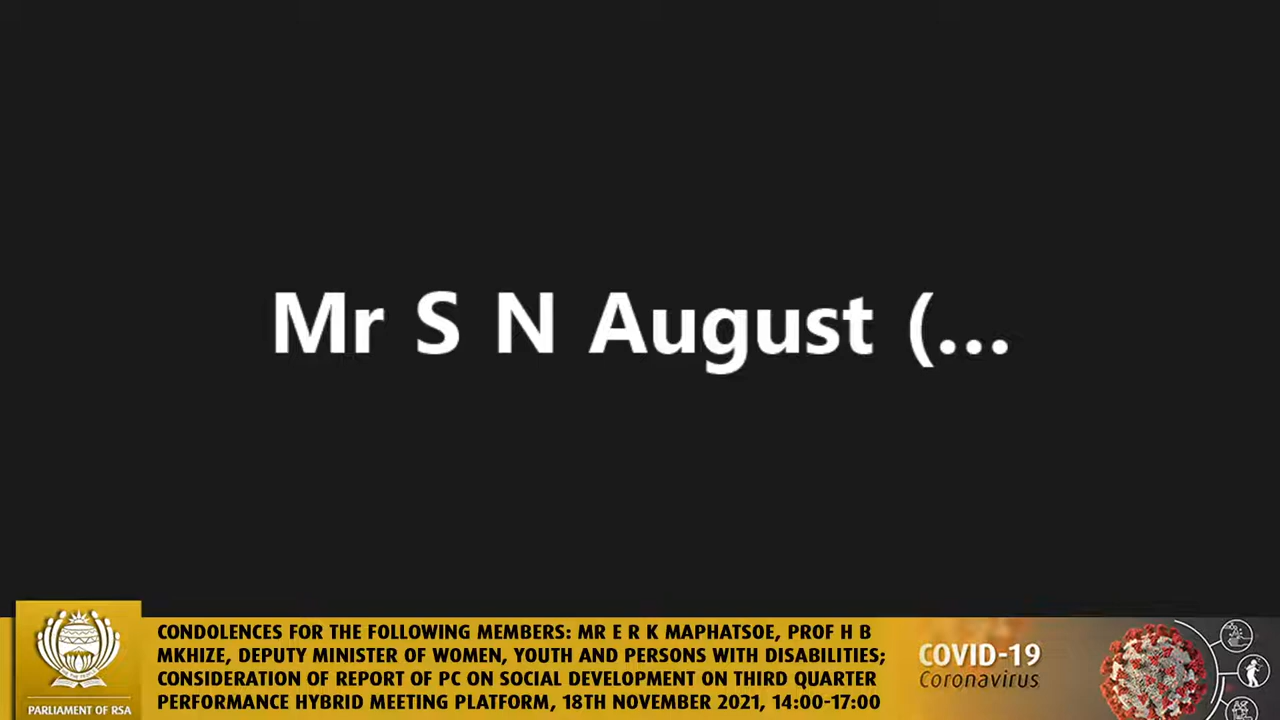 Mr S N August (...
CONDOLENCES FOR THE FOLLOWING MEMBERS: MR E R K MAPHATSOE, PROF H B
MKHIZE, DEPUTY MINISTER OF WOMEN, YOUTH AND PERSONS WITH DISABILITIES;
CONSIDERATION OF REPORT OF PC ON SOCIAL DEVELOPMENT ON THIRD QUARTER
PERFORMANCE HYBRID MEETING PLATFORM, 18TH NOVEMBER 2021, 14:00-17:00
PARLIAMENT OF RSA
COVID-19
Coronavirus